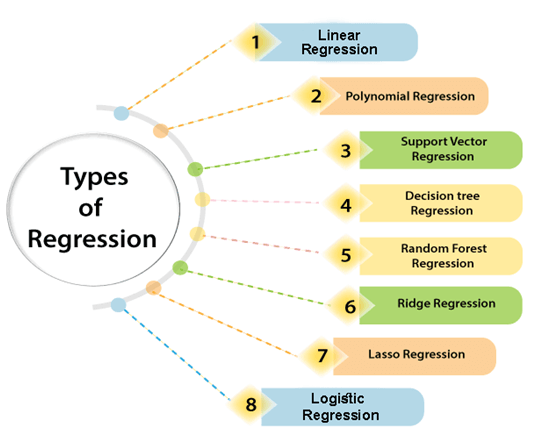 Types
of
Regression
1
Linear
Regression
2
Polynomial Regression
3
Support Vector
Regression
4
Decision tree
Regression
5
Random Forest
Regression
6
Ridge Regression
7
Lasso Regression
8
Logistic
Regression